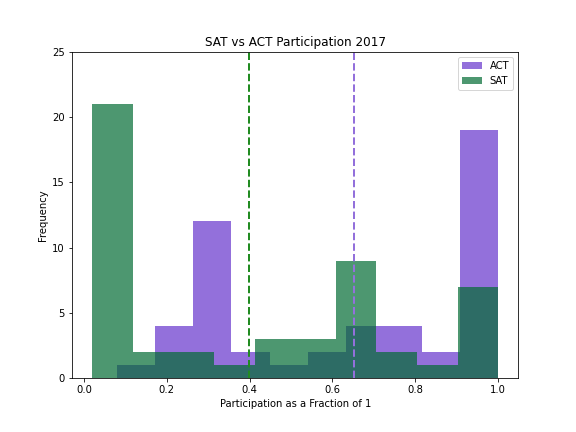 SAT vs ACT Participation 2017
ACT
SAT
25
20
15
10
5
0
Frequency
0.0 0.2 0.4 0.6 0.8 1.0
Participation as a Fraction of 1